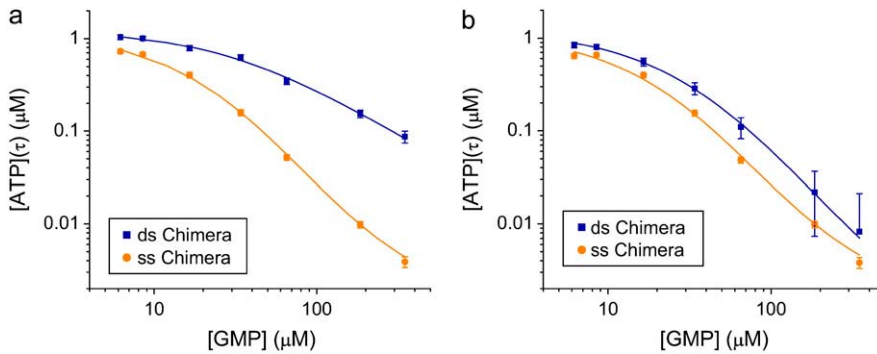 a
1
0.1
0.01
[ATP](τ) (μM)
ds Chimera
ss Chimera
10
100
[GMP] (μM)
b
1
0.1
0.01
[ATP](τ) (μM)
ds Chimera
ss Chimera
10
100
[GMP] (μM)